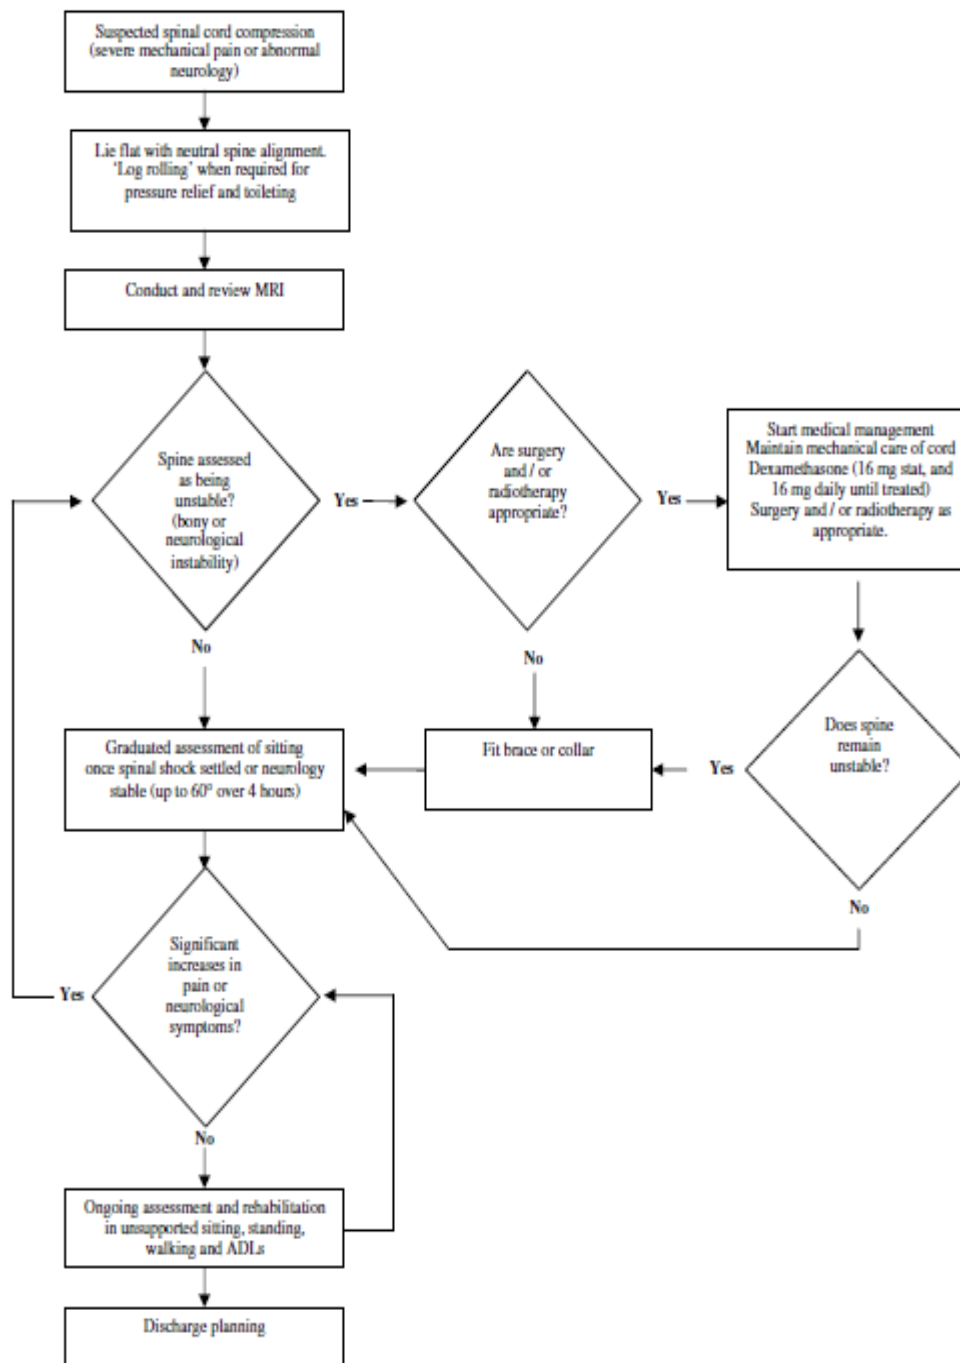 Suspected spinal cord compression
(severe mechanical pain or abnormal
neurology)
Lie flat with neutral spine alignment.
'Log rolling' when required for
pressure relief and toileting
Conduct and review MRI
Spine assessed
as being
unstable?
(bony or
neurological
instability)
Yes
Are surgery
and / or
radiotherapy
appropriate?
Yes
Start medical management
Maintain mechanical care of cord
Dexamethasone (16 mg stat, and
16 mg daily until treated)
Surgery and / or radiotherapy as
appropriate.
No
No
Does spine
remain
unstable?
Graduated assessment of sitting
once spinal shock settled or neurology
stable (up to 60° over 4 hours)
Fit brace or collar
Yes
No
Significant
increases in
pain or
neurological
symptoms?
Yes
No
Ongoing assessment and rehabilitation
in unsupported sitting, standing,
walking and ADLs
Discharge planning